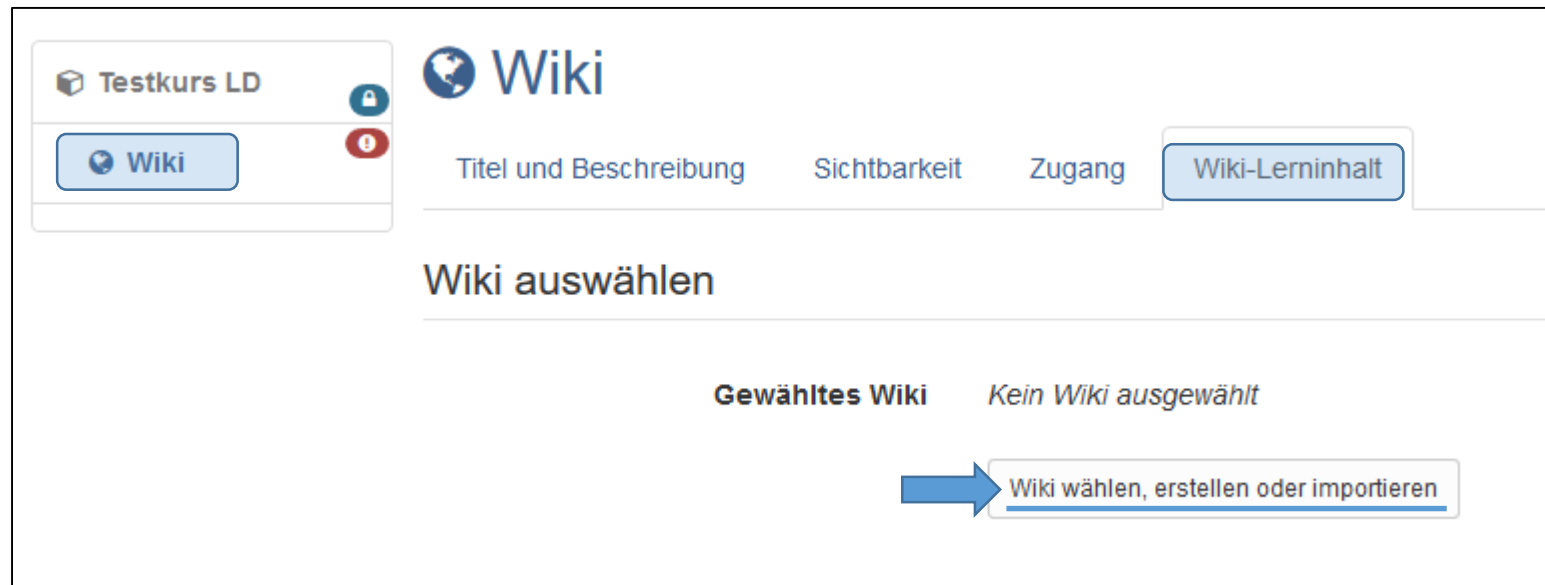 Testkurs LD
Wiki
Wiki
Titel und Beschreibung Sichtbarkeit Zugang Wiki-Lerninhalt
Wiki auswählen
Gewähltes Wiki Kein Wiki ausgewählt
Wiki wählen, erstellen oder importieren